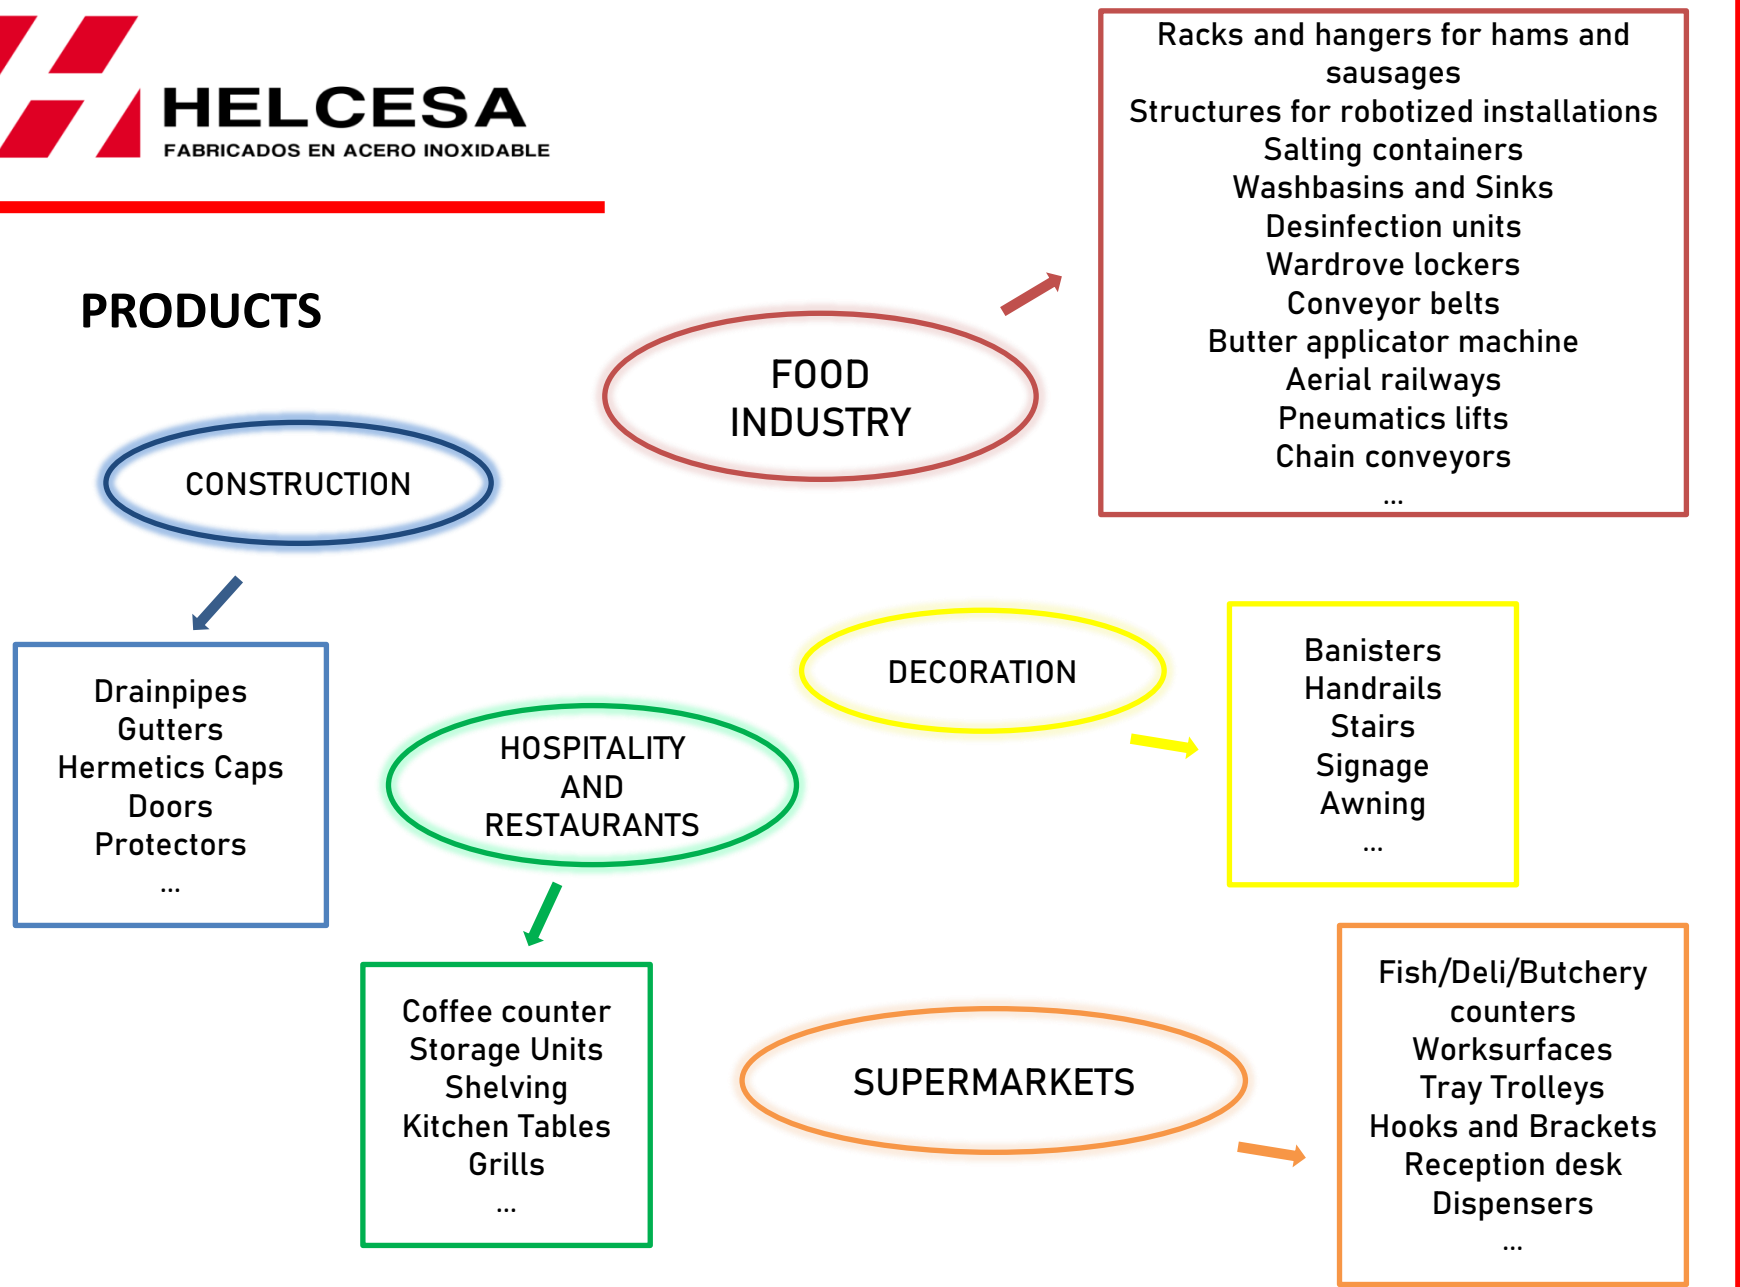 HELCESA
FABRICADOS EN ACERO INOXIDABLE
PRODUCTS
FOOD
INDUSTRY
Racks and hangers for hams and
sausages
Structures for robotized installations
Salting containers
Washbasins and Sinks
Desinfection units
Wardrove lockers
Conveyor belts
Butter applicator machine
Aerial railways
Pneumatics lifts
Chain conveyors
...
CONSTRUCTION
Drainpipes
Gutters
Hermetics Caps
Doors
Protectors
...
DECORATION
Banisters
Handrails
Stairs
Signage
Awning
...
HOSPITALITY
AND
RESTAURANTS
Coffee counter
Storage Units
Shelving
Kitchen Tables
Grills
...
SUPERMARKETS
Fish/Deli/Butchery
counters
Worksurfaces
Tray Trolleys
Hooks and Brackets
Reception desk
Dispensers
...